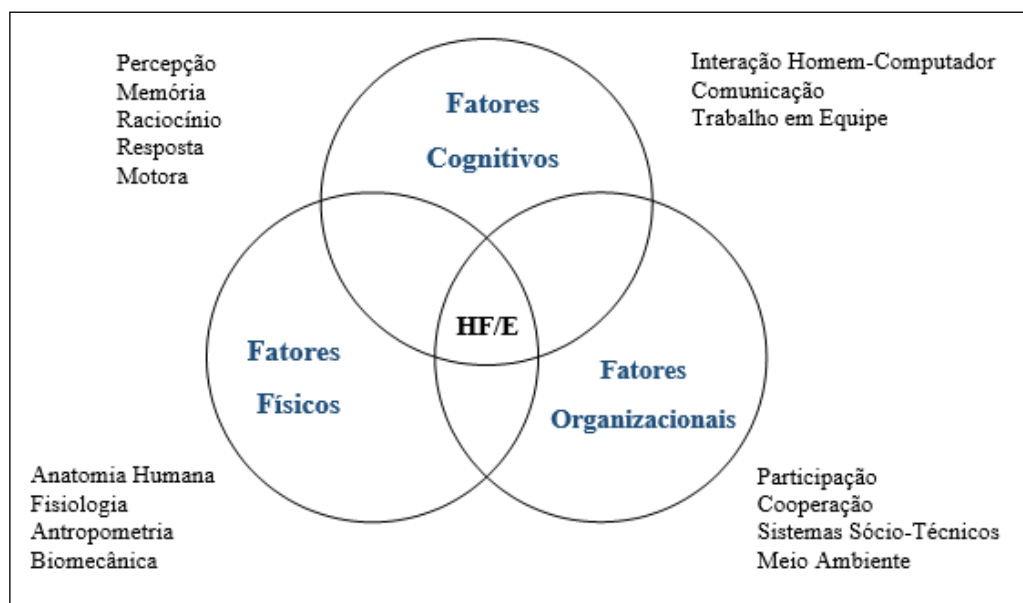 Percepção
Memória
Raciocínio
Resposta
Motora
Fatores
Cognitivos
Interação Homem-Computador
Comunicação
Trabalho em Equipe
HF/E
Fatores
Físicos
Fatores
Organizacionais
Anatomia Humana
Fisiologia
Antropometria
Biomecânica
Participação
Cooperação
Sistemas Sócio-Técnicos
Meio Ambiente